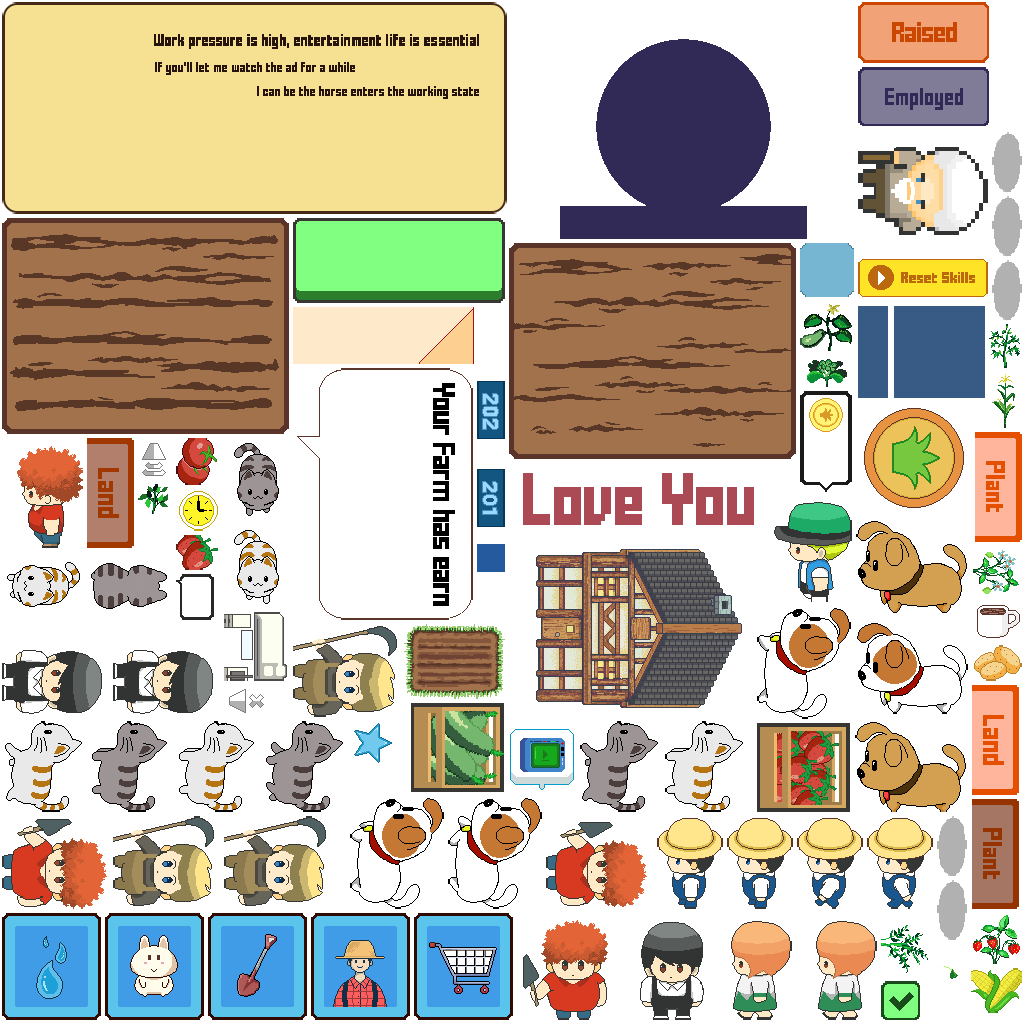 Work pressure is high, entertainment life is essential
If you'll let me watch the ad for a while
I can be the horse enters the working state
Raised
Employed
Reset Skills
202
Your Farm has earn
201
Love You
Land
Plant
Land
Plant